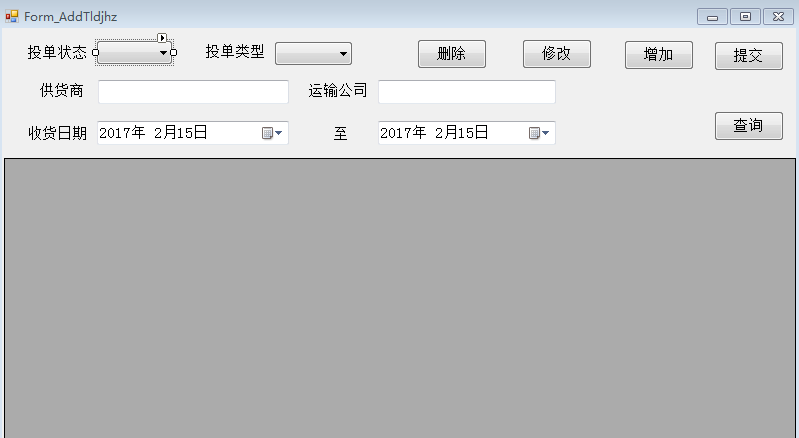 Form_AddTldjhz
投单状态 投单类型 删除 修改 增加 提交
供货商 运输公司
收货日期 2017年 2月15日 至 2017年 2月15日 查询